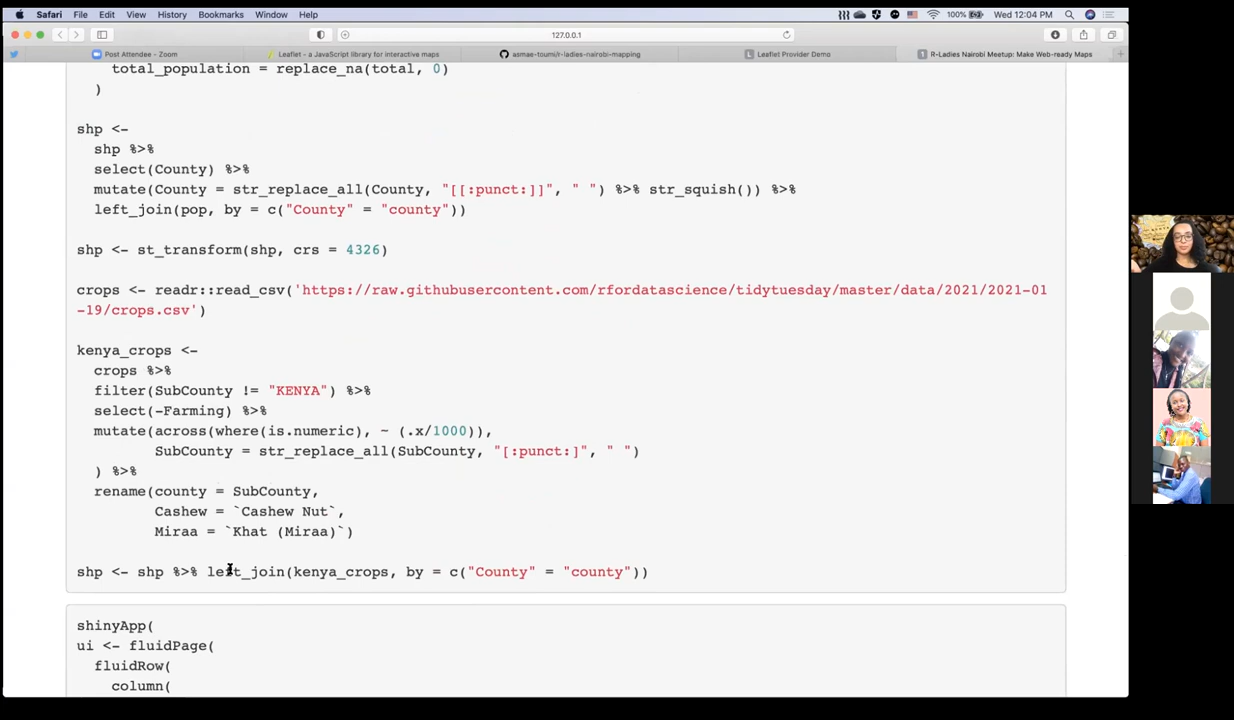 Safari File Edit View History Bookmarks Window Help 100% Wed 12:04 PM
127.0.0.1
Post Attendee - Zoom Leaflet - a JavaScript library for interactive maps asmae-toumi/r-ladies-nairobi-mapping L Leaflet Provider Demo 1 R-Ladies Nairobi Meetup: Make Web-ready Maps
total_population = replace_na(total, 0)
)
shp <-
shp %>%
select(County) %>%
mutate(County = str_replace_all(County, "[[:punct:]]", " ") %>% str_squish()) %>%
left_join(pop, by = c("County" = "county"))
shp <- st_transform(shp, crs = 4326)
crops <- readr::read_csv('https://raw.githubusercontent.com/rfordatascience/tidytuesday/master/data/2021/2021-01
-19/crops.csv')
kenya_crops <-
crops %>%
filter(SubCounty != "KENYA") %>%
select(-Farming) %>%
mutate(across(where(is.numeric), ~ (.x/1000)),
SubCounty = str_replace_all(SubCounty, "[:punct:]", " ")
) %>%
rename(county = SubCounty,
Cashew = `Cashew Nut`,
Miraa = `Khat (Miraa)`)
shp <- shp %>% left_join(kenya_crops, by = c("County" = "county"))
shinyApp(
ui <- fluidPage(
fluidRow(
column(